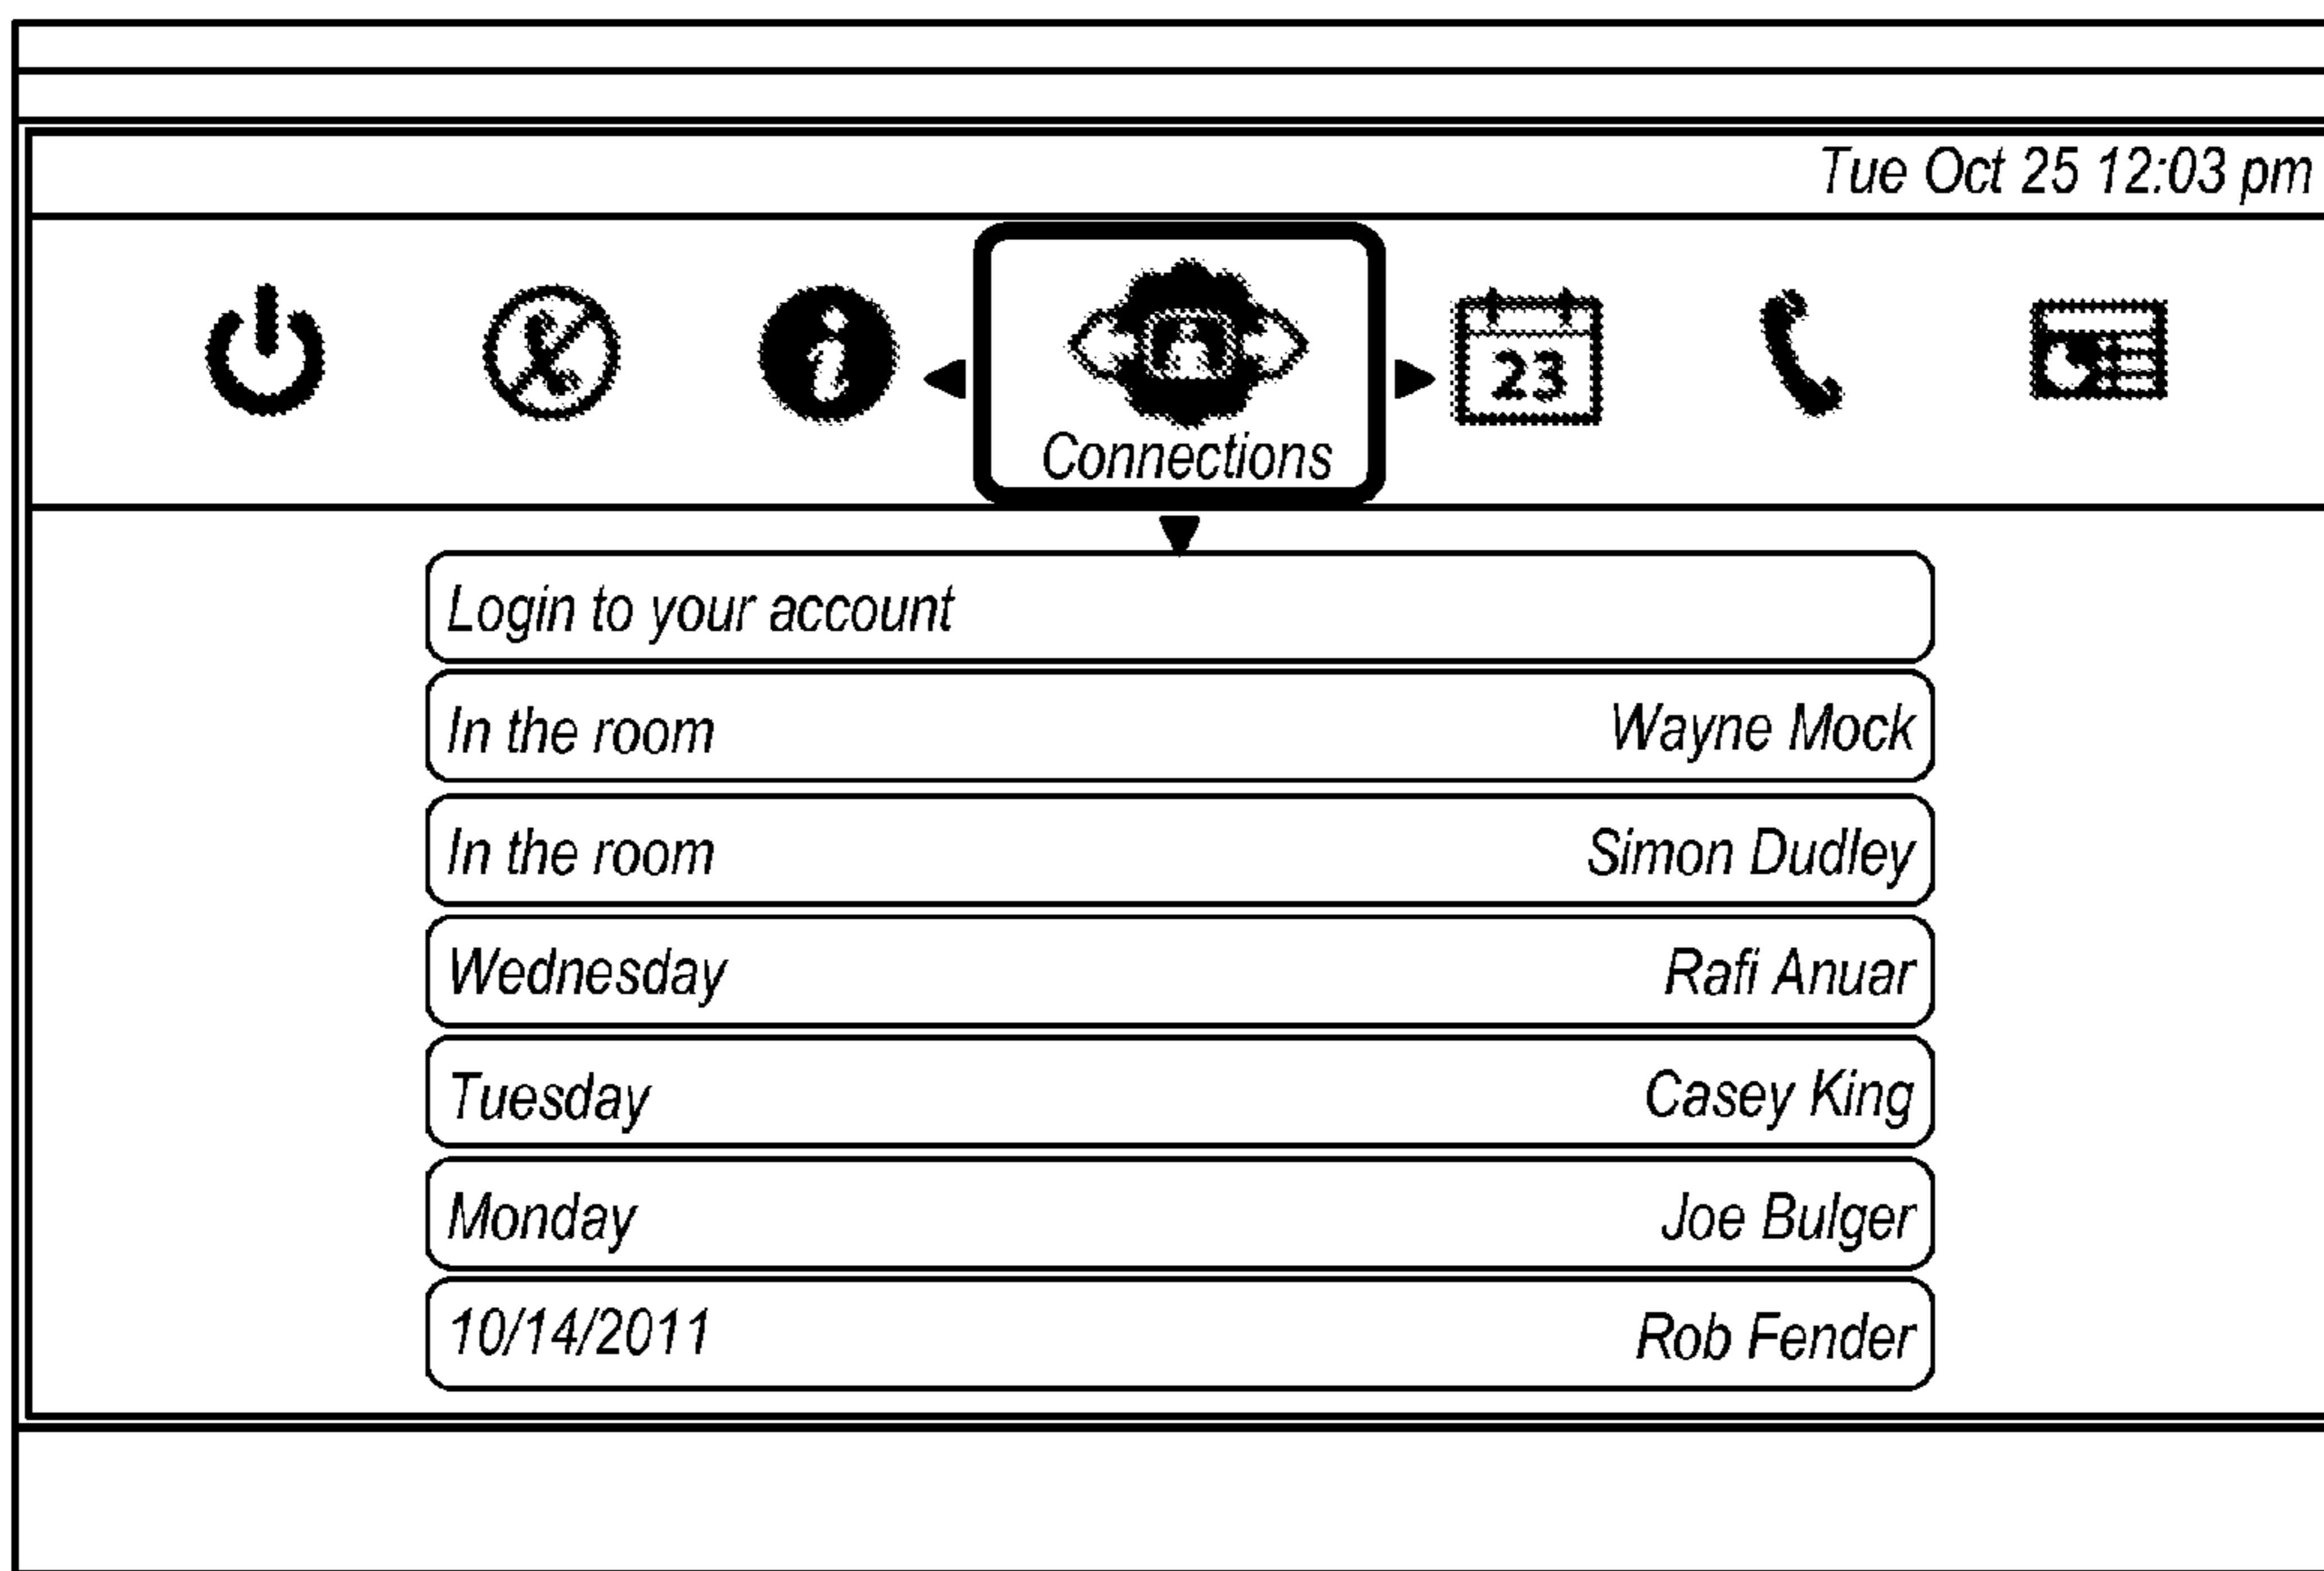 Tue Oct 25 12:03 pm
23
Connections
Login to your account
In the room Wayne Mock
In the room Simon Dudley
Wednesday Rafi Anuar
Tuesday Casey King
Monday Joe Bulger
10/14/2011 Rob Fender